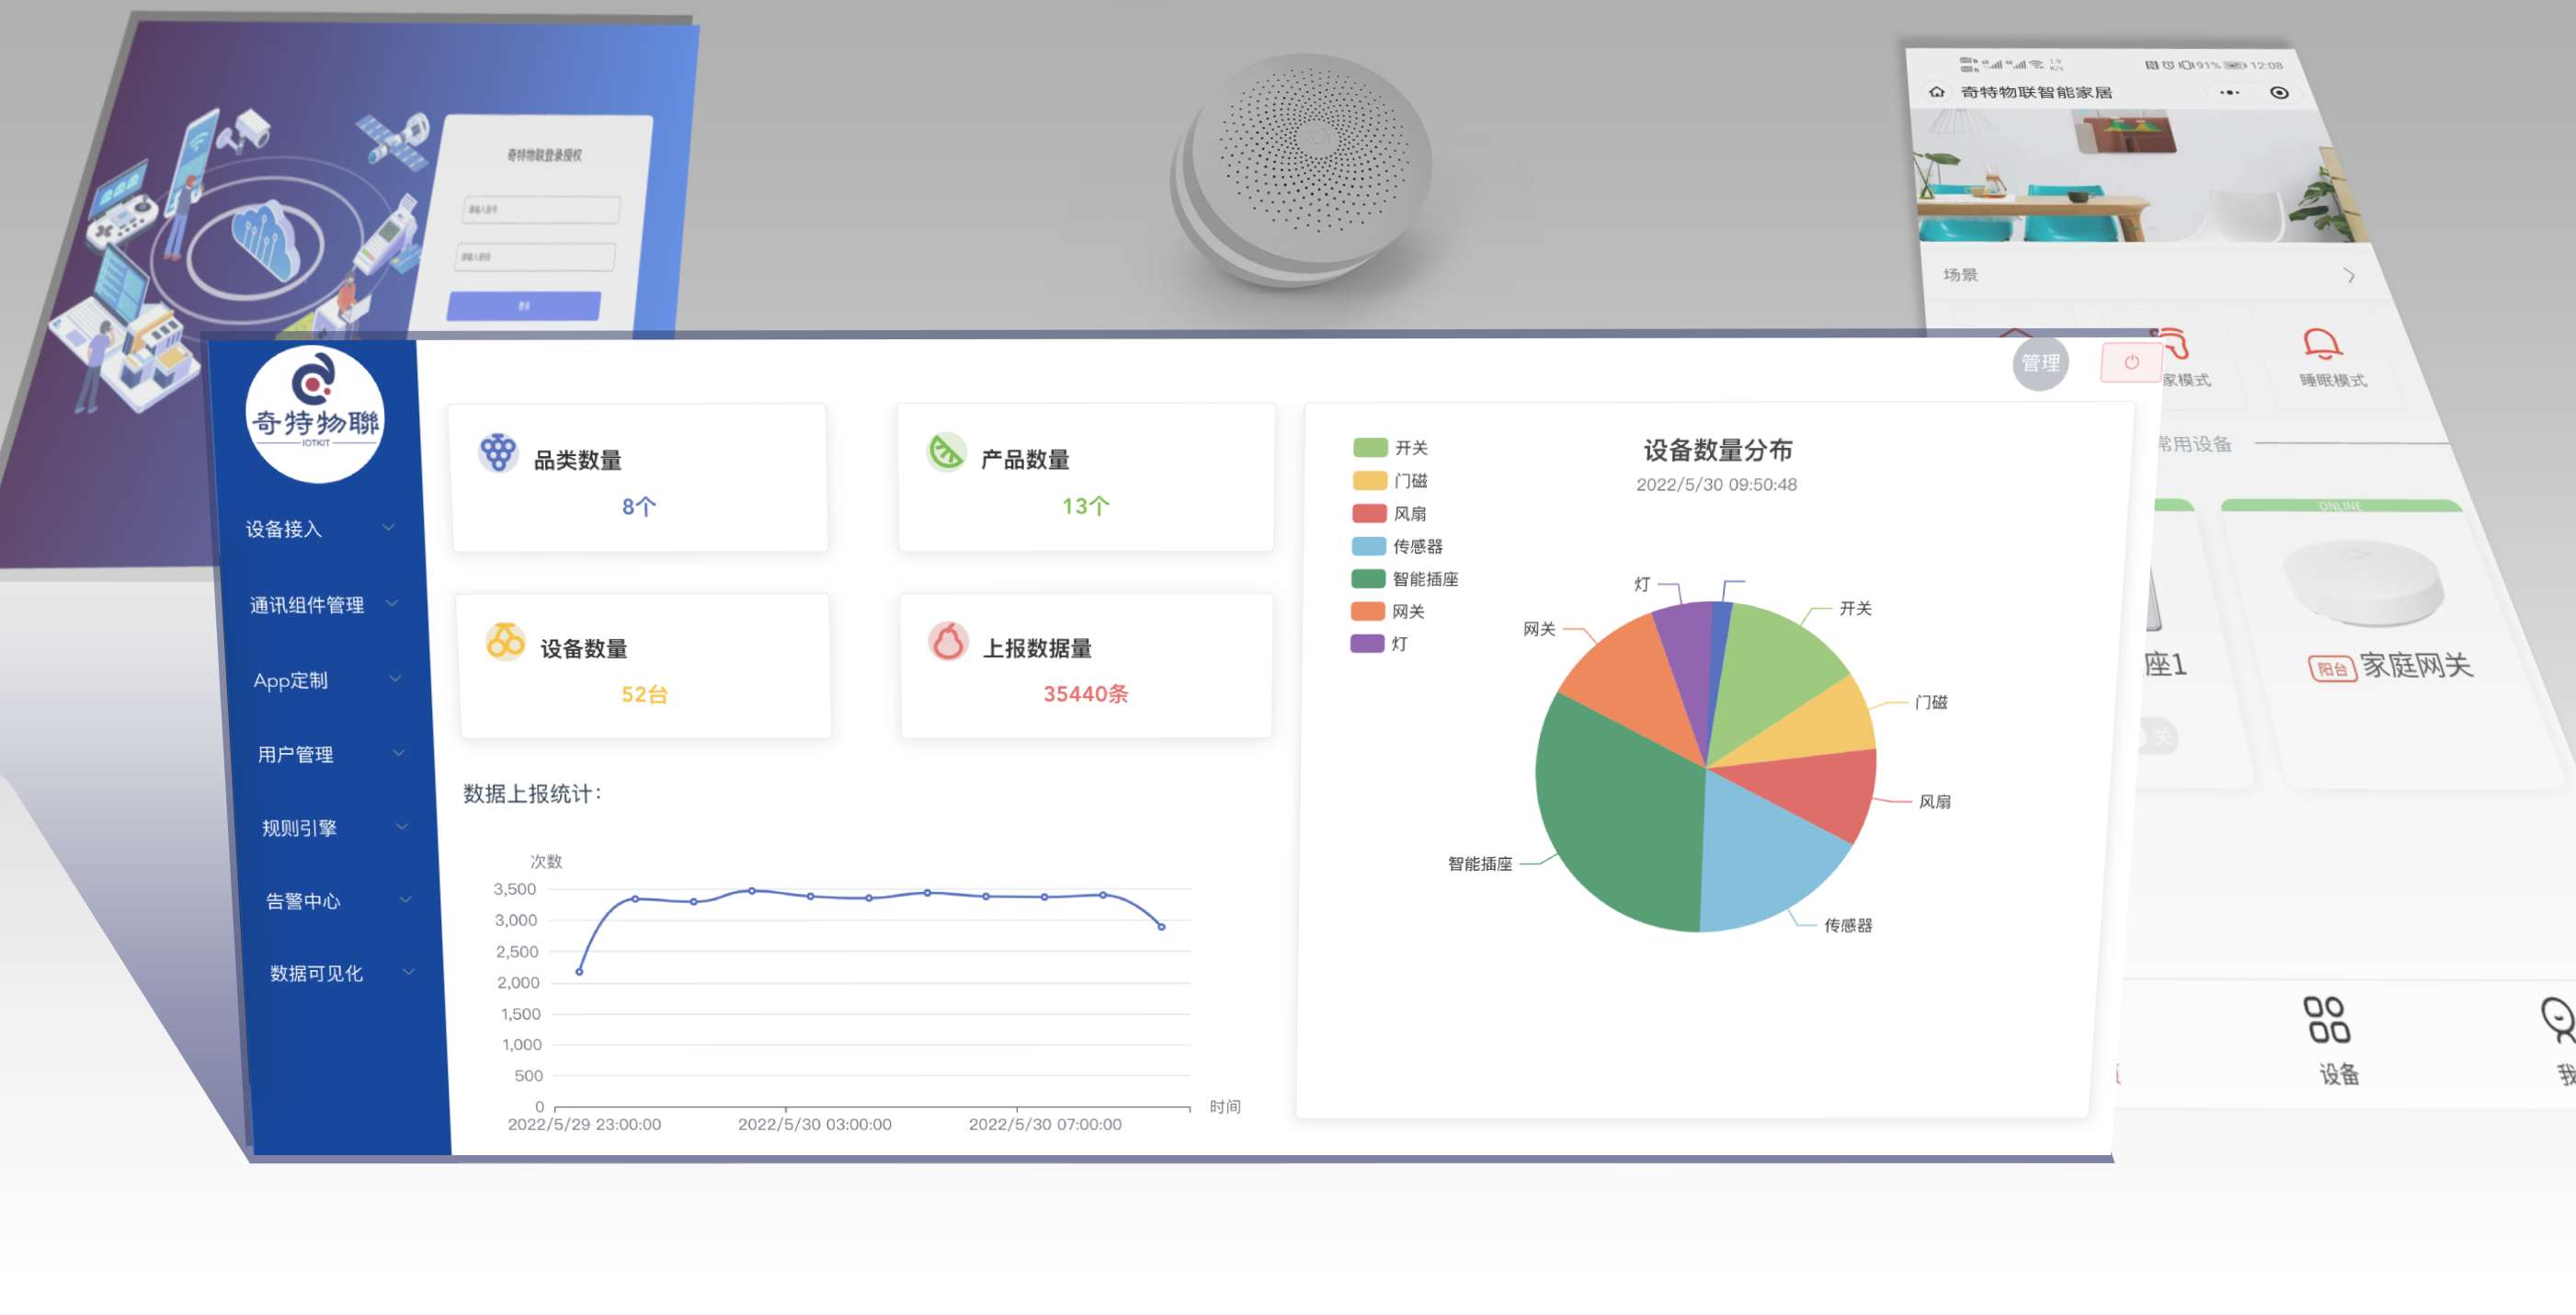 奇特物联登录授权
请输入账号
请输入密码
登录
91%
12:08
奇特物联智能家居
场景
家模式
睡眠模式
常用设备
ONLINE
座1
阳台
家庭网关
关
设备
我
奇特物聯
IOTKIT
设备接入
通讯组件管理
App定制
用户管理
规则引擎
告警中心
数据可见化
管理
品类数量
8个
产品数量
13个
设备数量
52台
上报数据量
35440条
数据上报统计：
次数
3,500
3,000
2,500
2,000
1,500
1,000
500
0
2022/5/29 23:00:00
2022/5/30 03:00:00
2022/5/30 07:00:00
时间
开关
门磁
风扇
传感器
智能插座
网关
灯
设备数量分布
2022/5/30 09:50:48
灯
开关
网关
门磁
风扇
智能插座
传感器